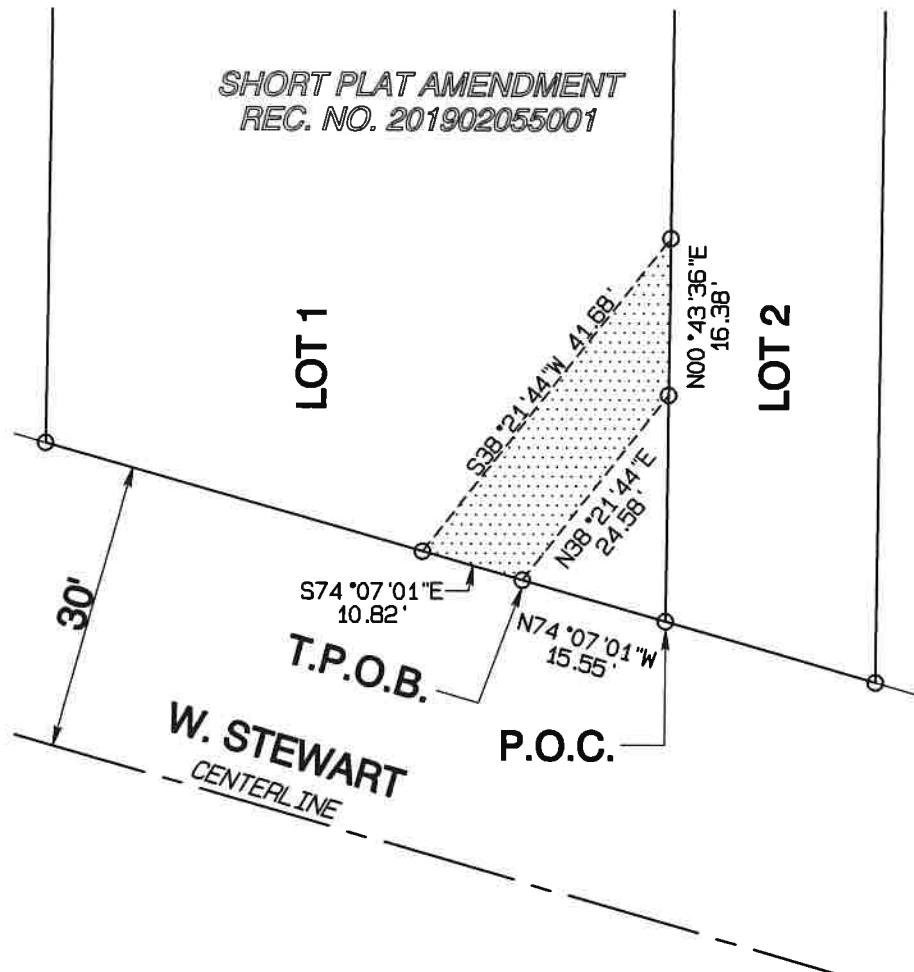 SHORT PLAT AMENDMENT
REC. NO. 201902055001
LOT 1
LOT 2
N00°43'36"E
16.38'
S38°21'44"W 41.68'
N38°21'44"E
24.58'
S74°07'01"E
10.82'
N74°07'01"W
15.55'
30'
T.P.O.B.
P.O.C.
W. STEWART
CENTERLINE